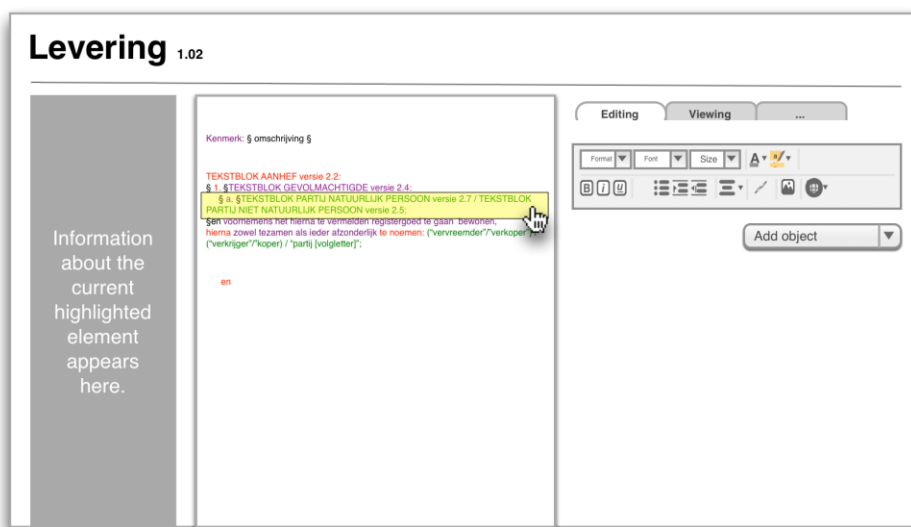 Levering 1.02
Information
about the
current
highlighted
element
appears
here.
Kenmerk: § omschrijving §
TEKSTBLOK AANHEF versie 2.2:
§ 1. §TEKSTBLOK GEVOLMACHTIGDE versie 2.4:
§ a. §TEKSTBLOK PARTIJ NATUURLIJK PERSOON versie 2.7 / TEKSTBLOK
PARTIJ NIET NATUURLIJK PERSOON versie 2.5;
§en voornemens het hierna te vermelden registergoed te gaan bewonen,
hierna zowel tezamen als ieder afzonderlijk te noemen: ("vervreemder"/"verkoper"
("verkrijger"/"koper) / "partij [volgletter]";
en
Editing Viewing ...
Format Font Size A
B i U
Add object